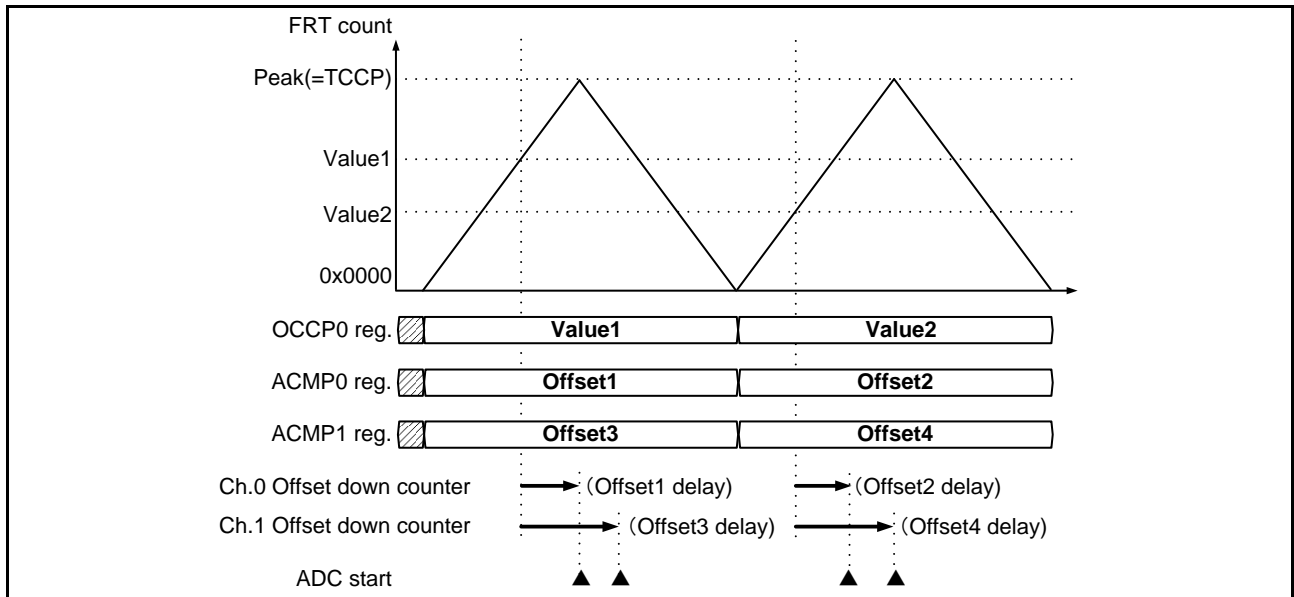 FRT count
Peak(=TCCP)
Value1
Value2
0x0000
OCCP0 reg. Value1 Value2
ACMP0 reg. Offset1 Offset2
ACMP1 reg. Offset3 Offset4
Ch.0 Offset down counter (Offset1 delay) (Offset2 delay)
Ch.1 Offset down counter (Offset3 delay) (Offset4 delay)
ADC start